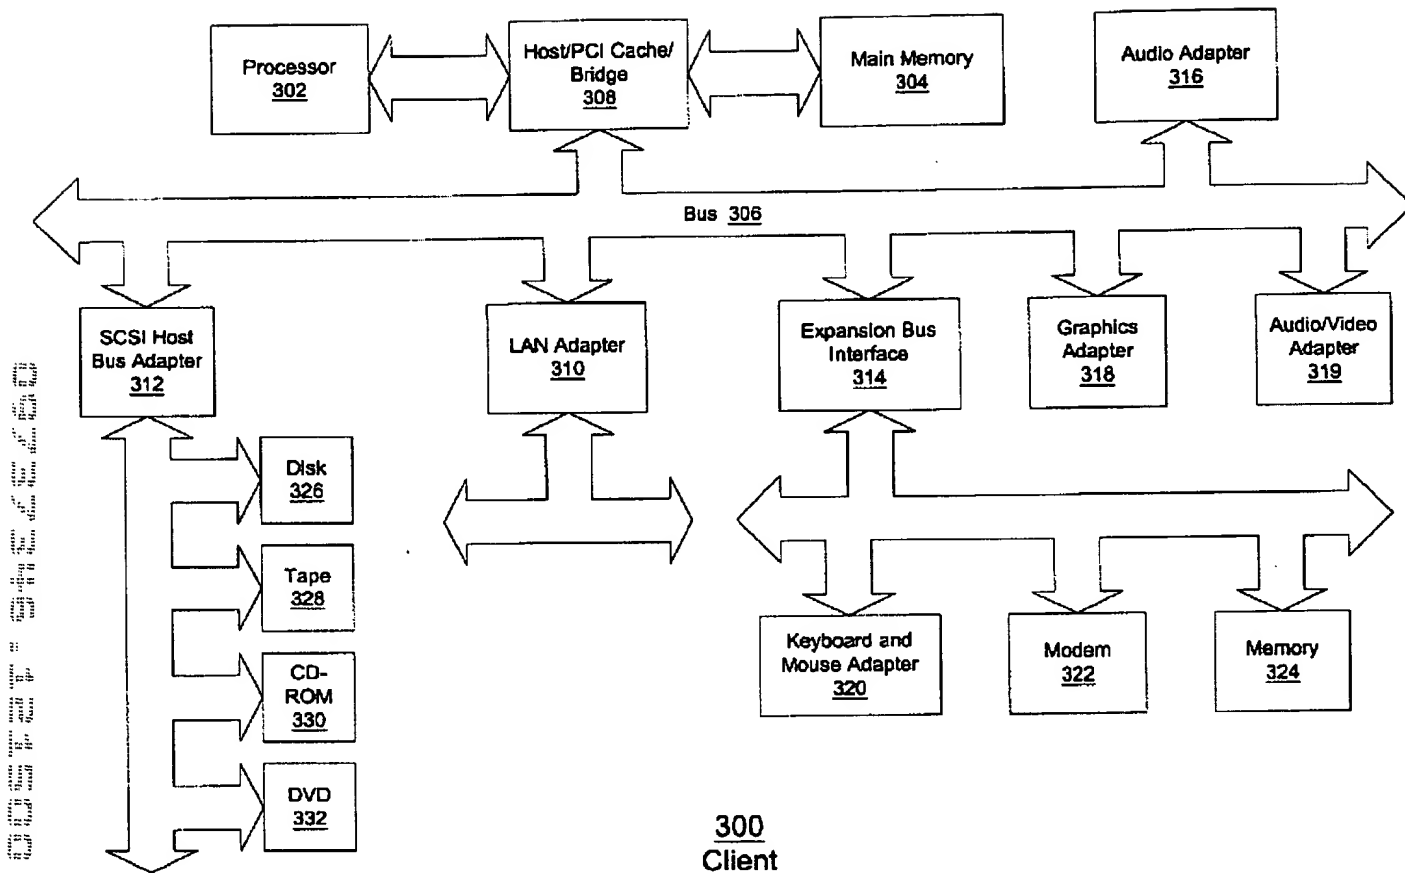 Processor
302
Host/PCI Cache/
Bridge
308
Main Memory
304
Audio Adapter
316
Bus 306
SCSI Host
Bus Adapter
312
LAN Adapter
310
Expansion Bus
Interface
314
Graphics
Adapter
318
Audio/Video
Adapter
319
Disk
326
Tape
328
CD-
ROM
330
DVD
332
Keyboard and
Mouse Adapter
320
Modem
322
Memory
324
300
Client